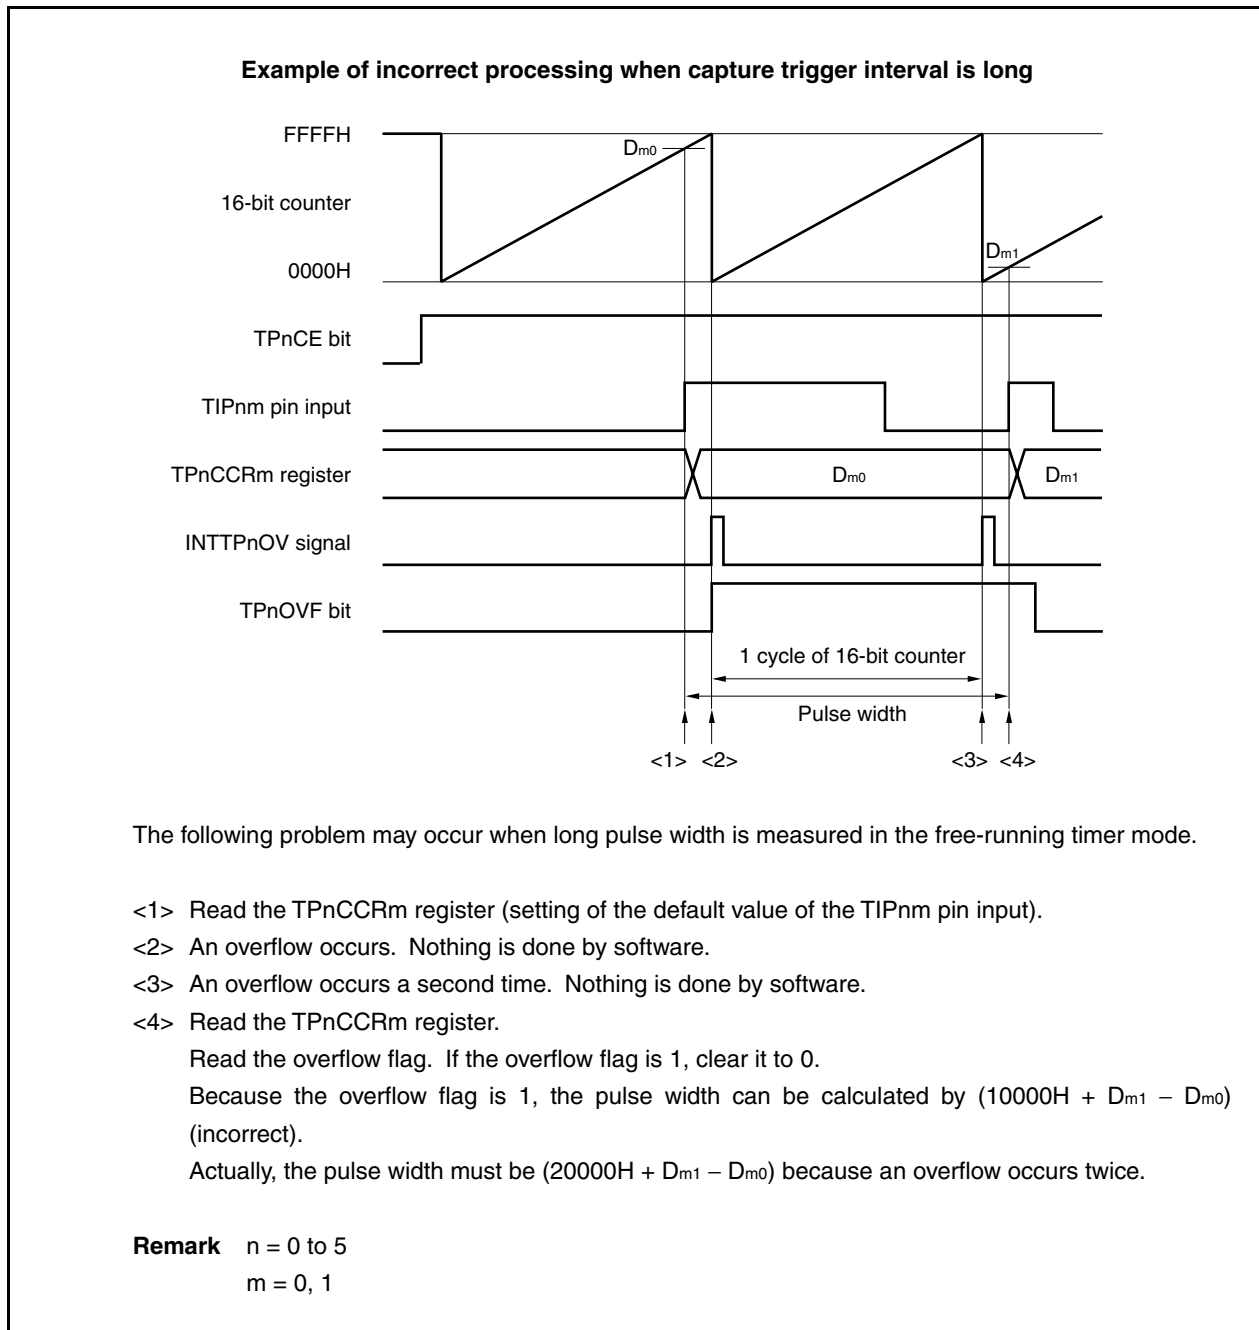 Example of incorrect processing when capture trigger interval is long
FFFFH
Dm0
16-bit counter
Dm1
0000H
TPnCE bit
TIPnm pin input
TPnCCRm register
Dm0
Dm1
INTTPnOV signal
TPnOVF bit
1 cycle of 16-bit counter
Pulse width
<1> <2> <3> <4>
The following problem may occur when long pulse width is measured in the free-running timer mode.
<1> Read the TPnCCRm register (setting of the default value of the TIPnm pin input).
<2> An overflow occurs. Nothing is done by software.
<3> An overflow occurs a second time. Nothing is done by software.
<4> Read the TPnCCRm register.
Read the overflow flag. If the overflow flag is 1, clear it to 0.
Because the overflow flag is 1, the pulse width can be calculated by (10000H + Dm1 − Dm0)
(incorrect).
Actually, the pulse width must be (20000H + Dm1 − Dm0) because an overflow occurs twice.
Remark n = 0 to 5
m = 0, 1